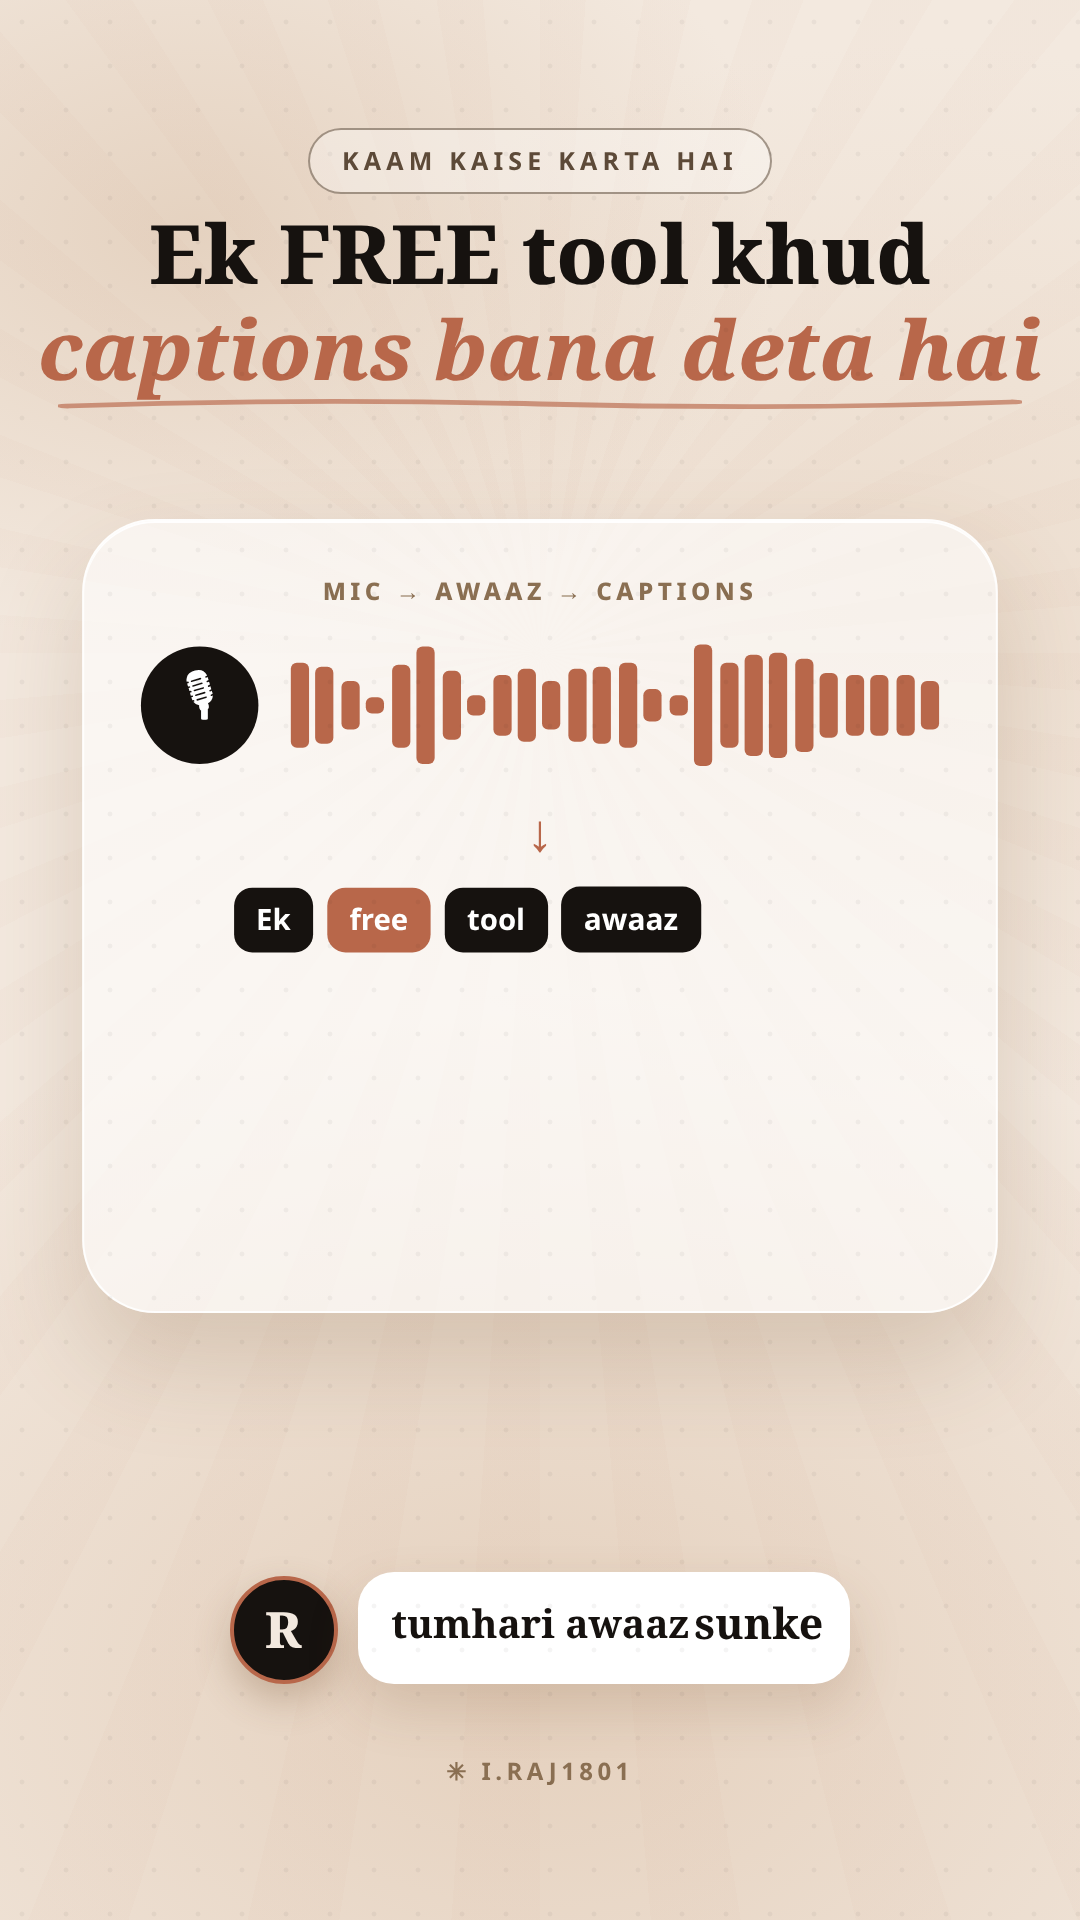 KAAM KAISE KARTA HAI
Ek FREE tool khud
captions bana deta hai
MIC → AWAAZ → CAPTIONS
↓
Ek free tool awaaz
R
tumhari awaaz sunke
✳ I.RAJ1801